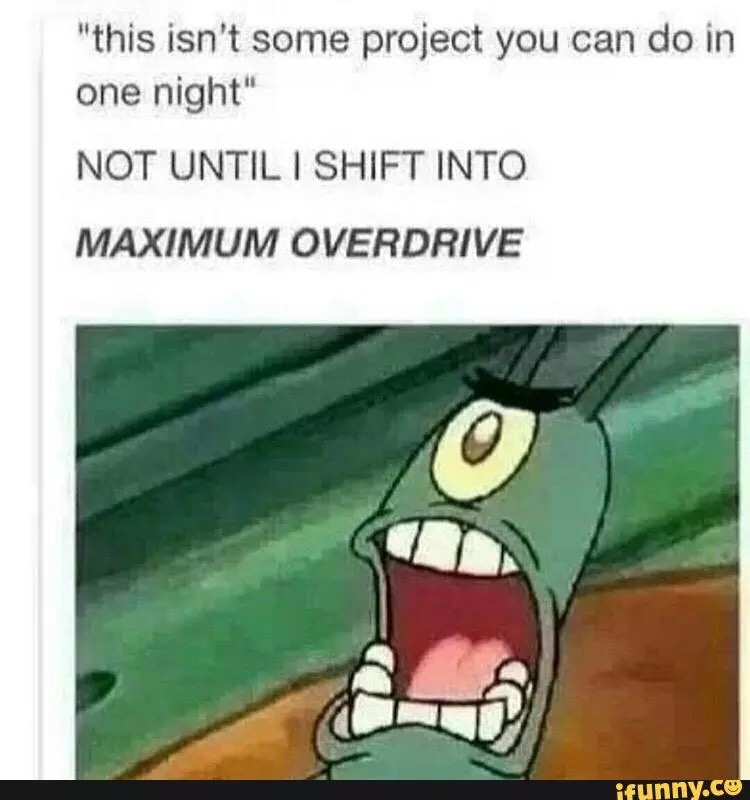 "this isn't some project you can do in
one night"
NOT UNTIL I SHIFT INTO
MAXIMUM OVERDRIVE
ifunny.co